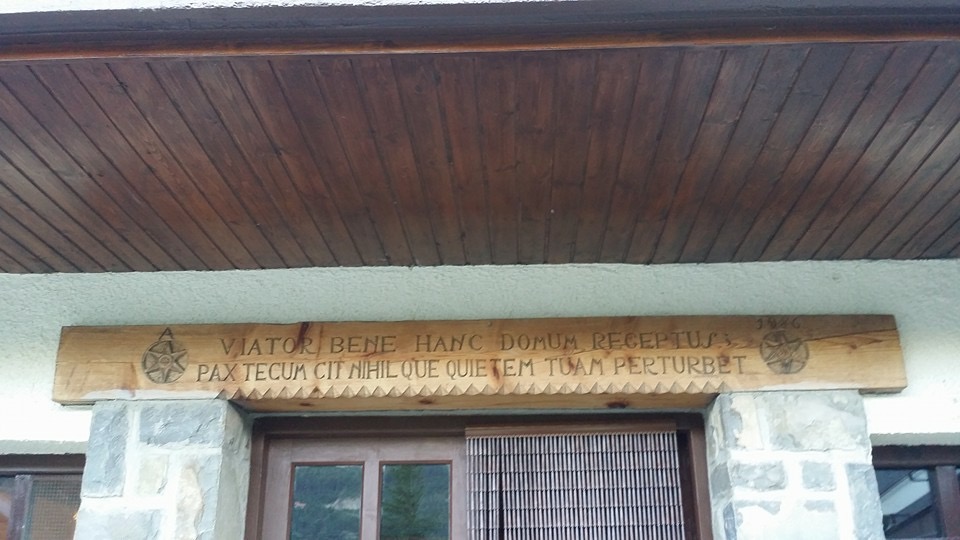 VIATOR BENE HANC DOMUM RECEPTUS
PAX TECUM CIT NIHILQUE QUIETEM TUAM PERTURBET